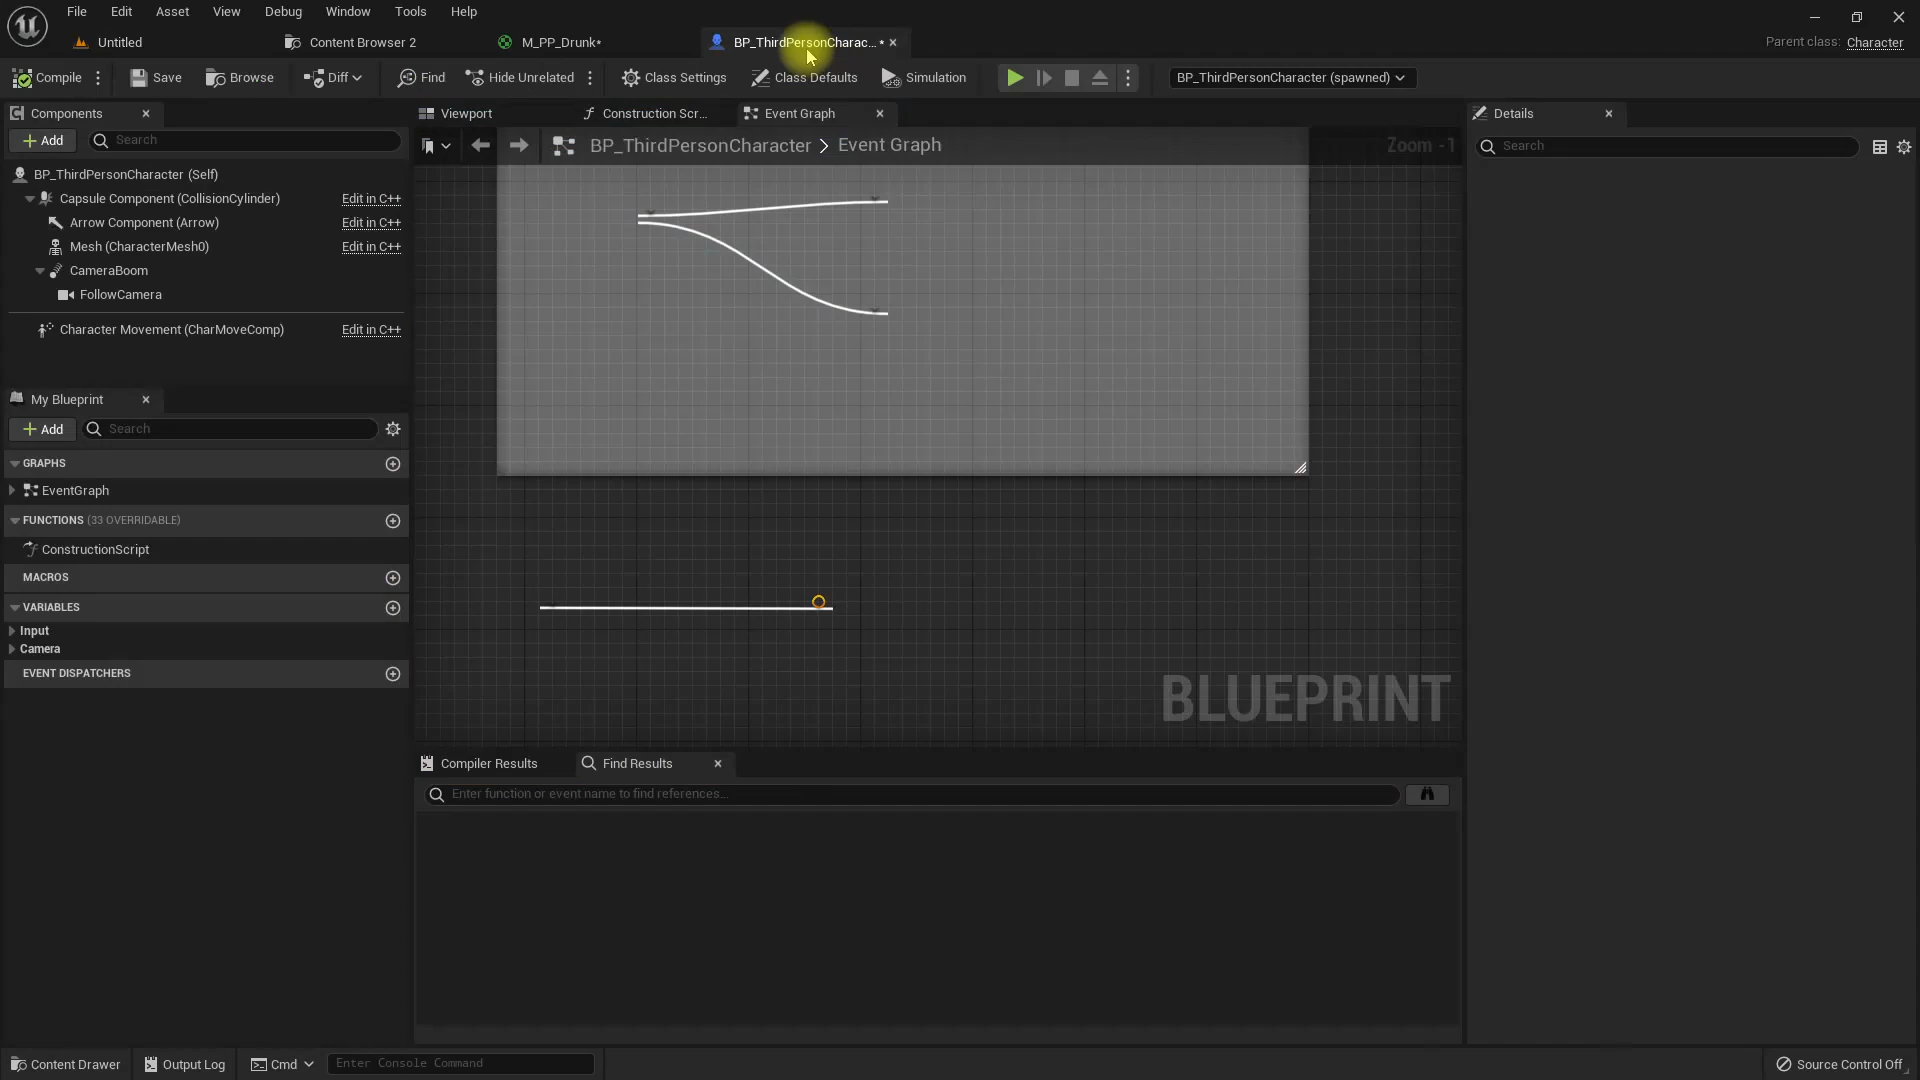 File Edit Asset View Debug Window Tools Help
Untitled Content Browser 2 M_PP_Drunk* BP_ThirdPersonCharac... *
Parent class: Character
Compile Save Browse Diff Find Hide Unrelated Class Settings Class Defaults Simulation BP_ThirdPersonCharacter (spawned)
Components
Add Search
BP_ThirdPersonCharacter (Self)
Capsule Component (CollisionCylinder) Edit in C++
Arrow Component (Arrow) Edit in C++
Mesh (CharacterMesh0) Edit in C++
CameraBoom
FollowCamera
Character Movement (CharMoveComp) Edit in C++
My Blueprint
Add Search
GRAPHS
EventGraph
FUNCTIONS (33 OVERRIDABLE)
ConstructionScript
MACROS
VARIABLES
Input
Camera
EVENT DISPATCHERS
Viewport Construction Scr... Event Graph
BP_ThirdPersonCharacter > Event Graph Zoom -1
BLUEPRINT
Compiler Results Find Results
Enter function or event name to find references...
Details
Search
Content Drawer Output Log Cmd Enter Console Command Source Control Off